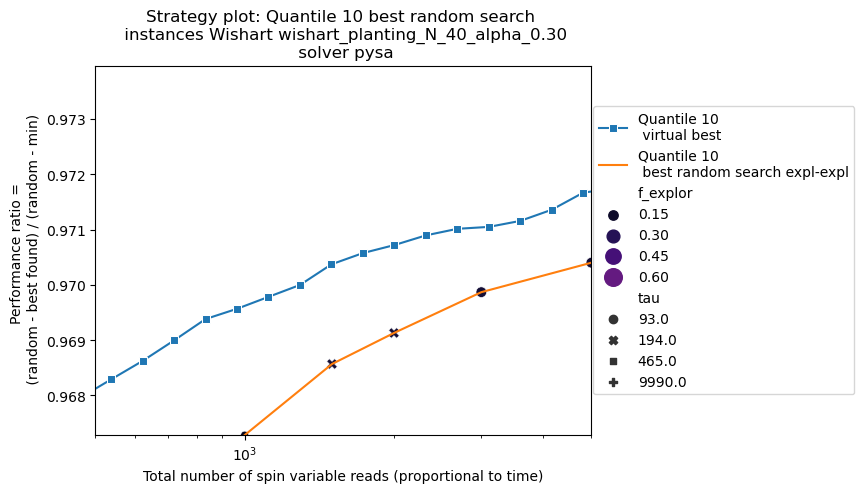 Strategy plot: Quantile 10 best random search
instances Wishart wishart_planting_N_40_alpha_0.30
solver pysa
Performance ratio =
(random - best found) / (random - min)
0.973
0.972
0.971
0.970
0.969
0.968
10³
Total number of spin variable reads (proportional to time)
Quantile 10
virtual best
Quantile 10
best random search expl-expl
f_explor
0.15
0.30
0.45
0.60
tau
93.0
194.0
465.0
9990.0